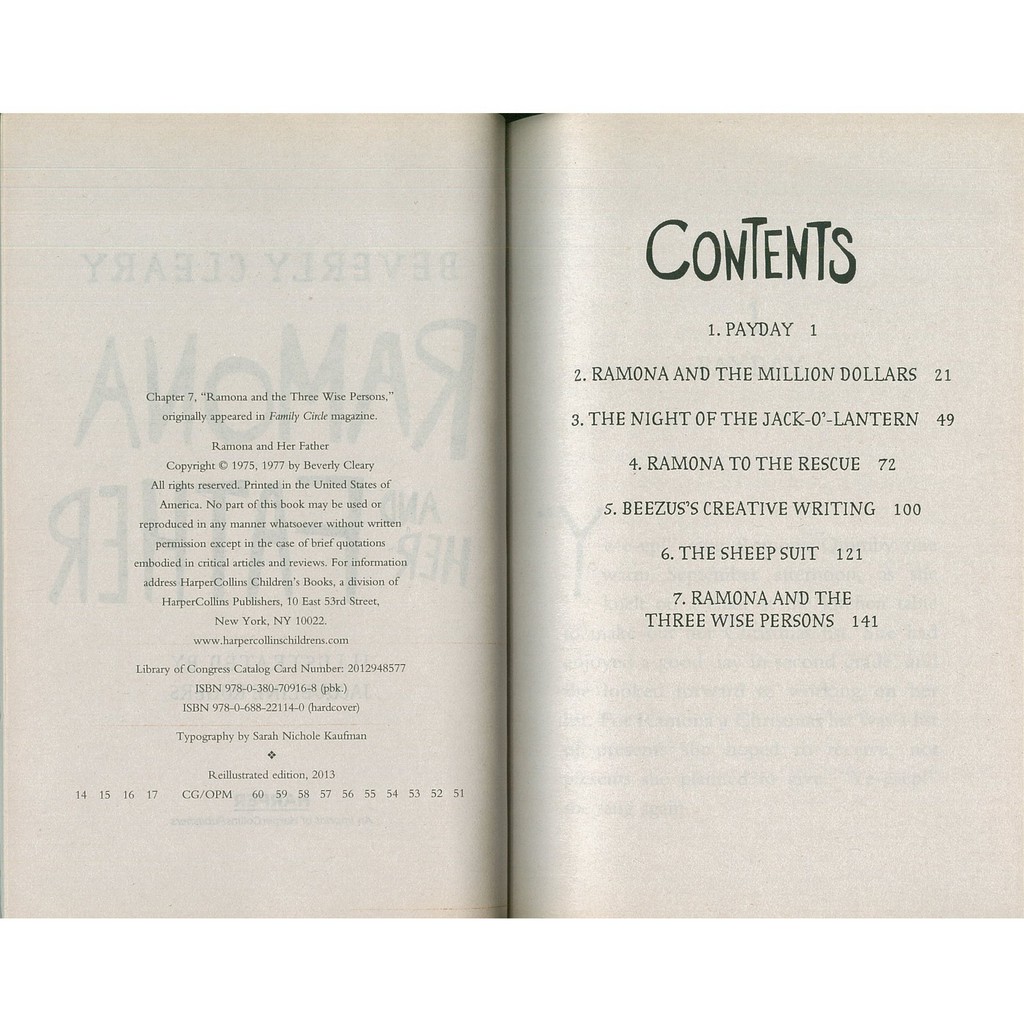 Chapter 7, “Ramona and the Three Wise Persons,”
originally appeared in Family Circle magazine.
Ramona and Her Father
Copyright © 1975, 1977 by Beverly Cleary
All rights reserved. Printed in the United States of
America. No part of this book may be used or
reproduced in any manner whatsoever without written
permission except in the case of brief quotations
embodied in critical articles and reviews. For information
address HarperCollins Children’s Books, a division of
HarperCollins Publishers, 10 East 53rd Street,
New York, NY 10022.
www.harpercollinschildrens.com
Library of Congress Catalog Card Number: 2012948577
ISBN 978-0-380-70916-8 (pbk.)
ISBN 978-0-688-22114-0 (hardcover)
Typography by Sarah Nichole Kaufman
❖
Reillustrated edition, 2013
14 15 16 17 CG/OPM 60 59 58 57 56 55 54 53 52 51
CONTENTS
1. PAYDAY 1
2. RAMONA AND THE MILLION DOLLARS 21
3. THE NIGHT OF THE JACK-O’-LANTERN 49
4. RAMONA TO THE RESCUE 72
5. BEEZUS’S CREATIVE WRITING 100
6. THE SHEEP SUIT 121
7. RAMONA AND THE
THREE WISE PERSONS 141